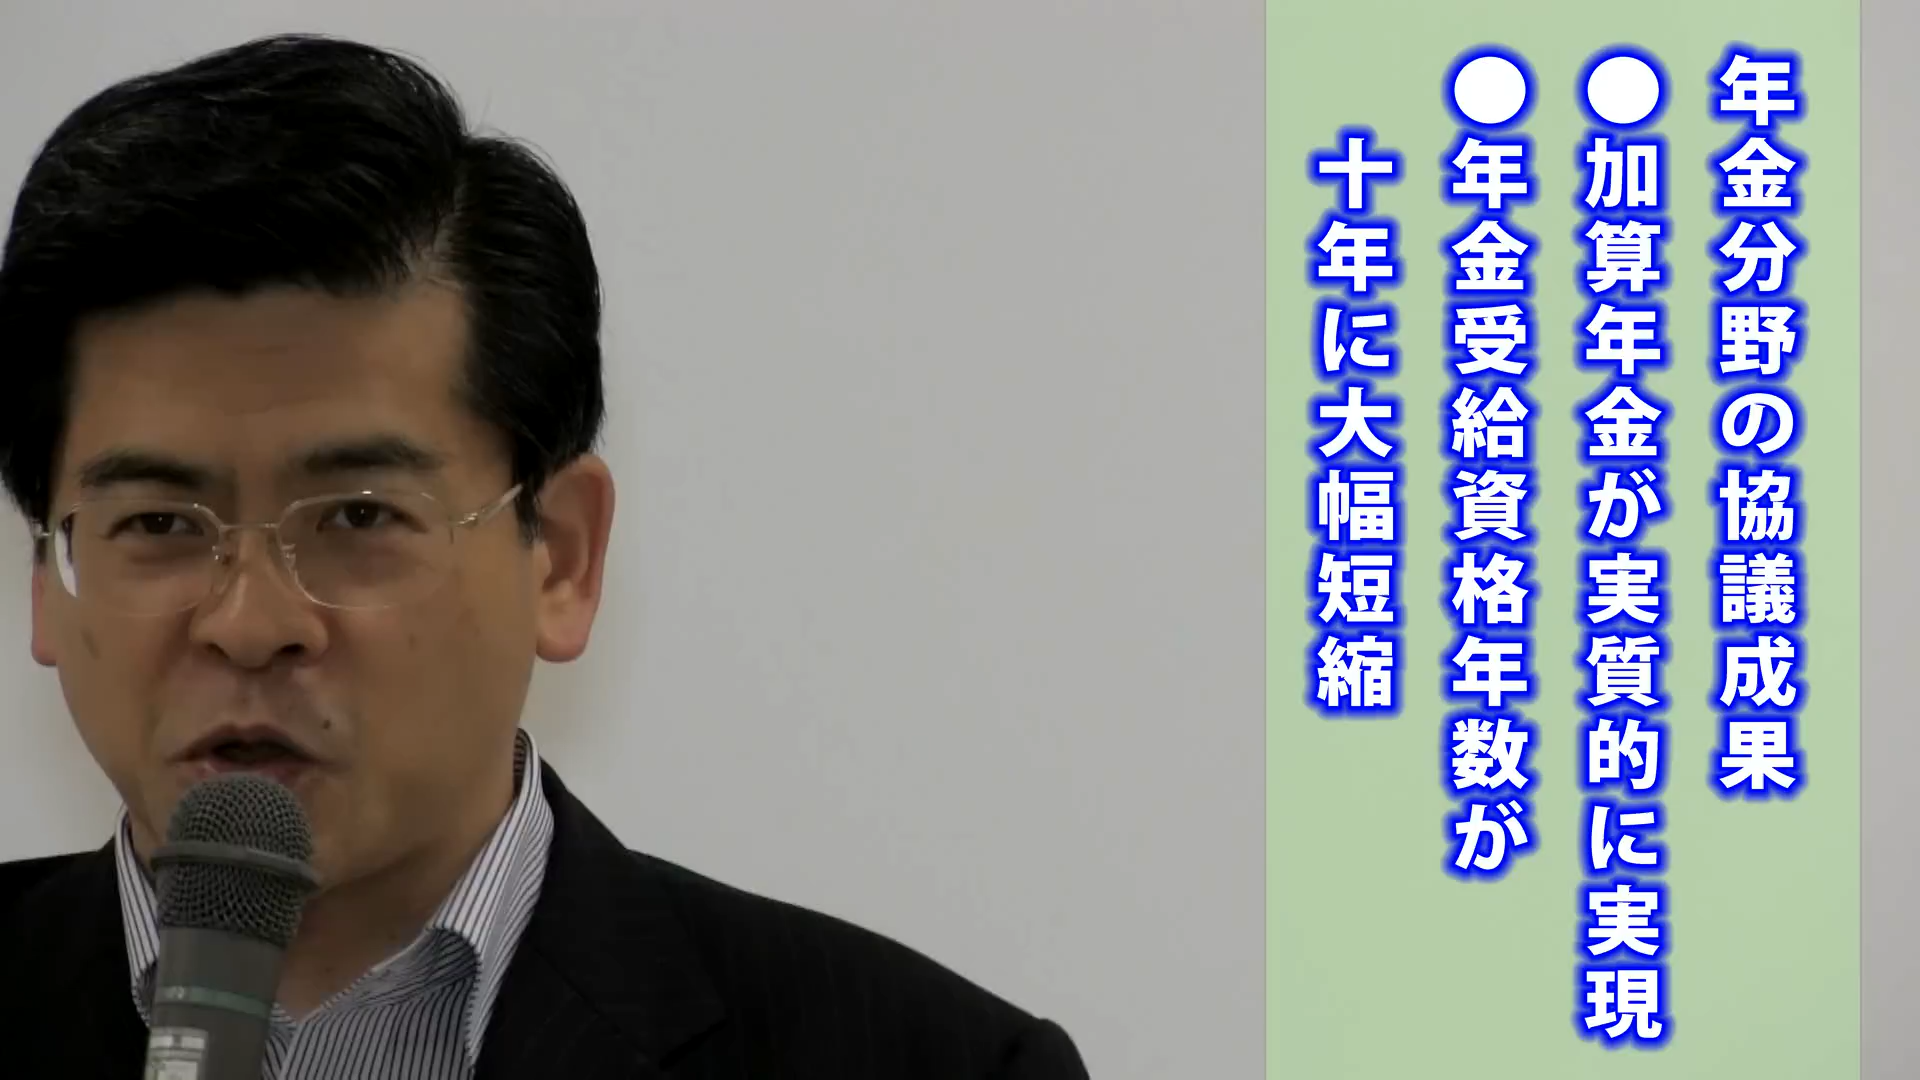 年金分野の協議成果
●加算年金が実質的に実現
●年金受給資格年数が
十年に大幅短縮